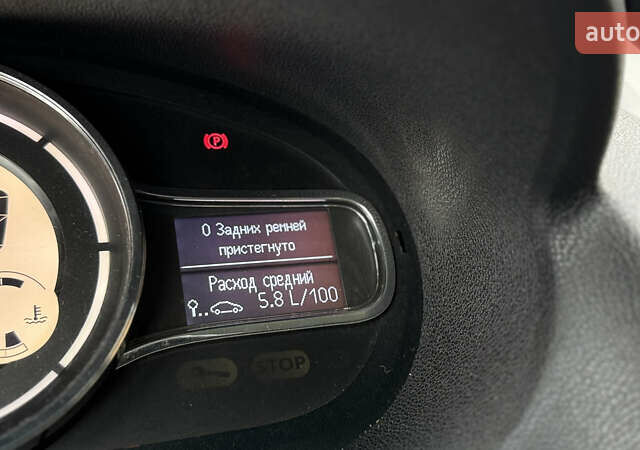 auto
P
0 Задних ремней
пристегнуто
Расход средний
5.8 L/100
STOP